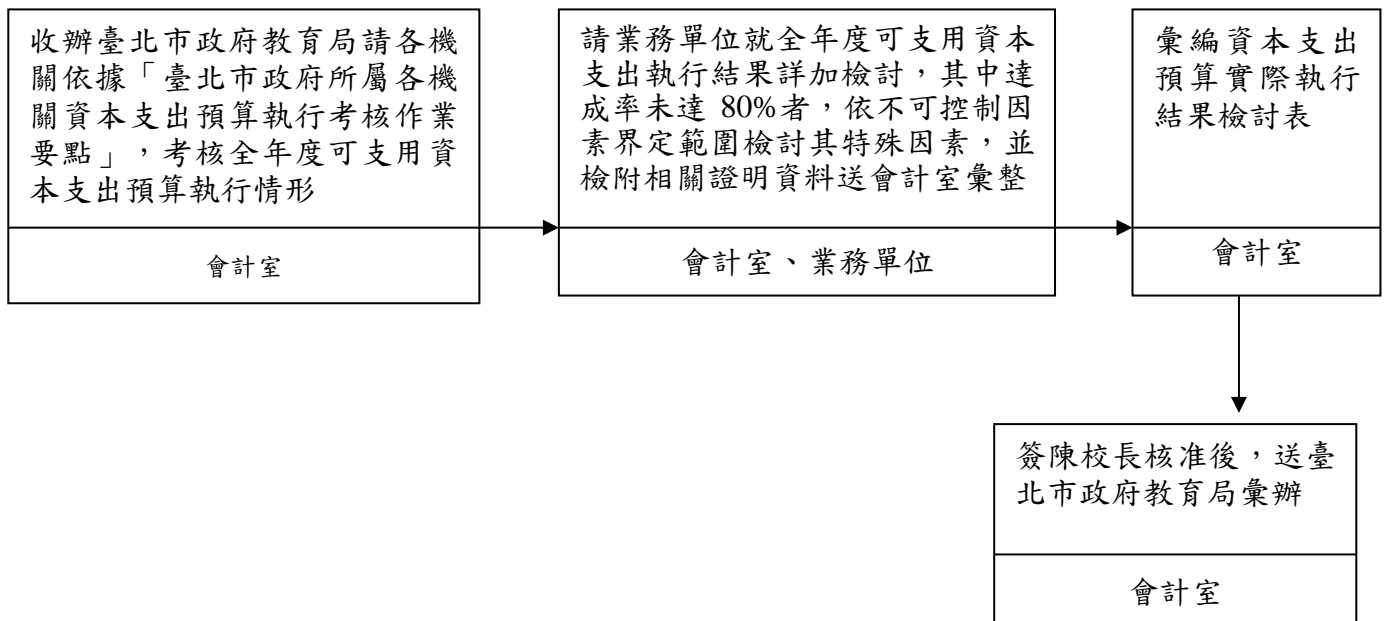 收辦臺北市政府教育局請各機
關依據「臺北市政府所屬各機
關資本支出預算執行考核作業
要點」，考核全年度可支用資
本支出預算執行情形
會計室
請業務單位就全年度可支用資本
支出執行結果詳加檢討，其中達
成率未達 80%者，依不可控制因
素界定範圍檢討其特殊因素，並
檢附相關證明資料送會計室彙整
會計室、業務單位
彙編資本支出
預算實際執行
結果檢討表
會計室
簽陳校長核准後，送臺
北市政府教育局彙辦
會計室